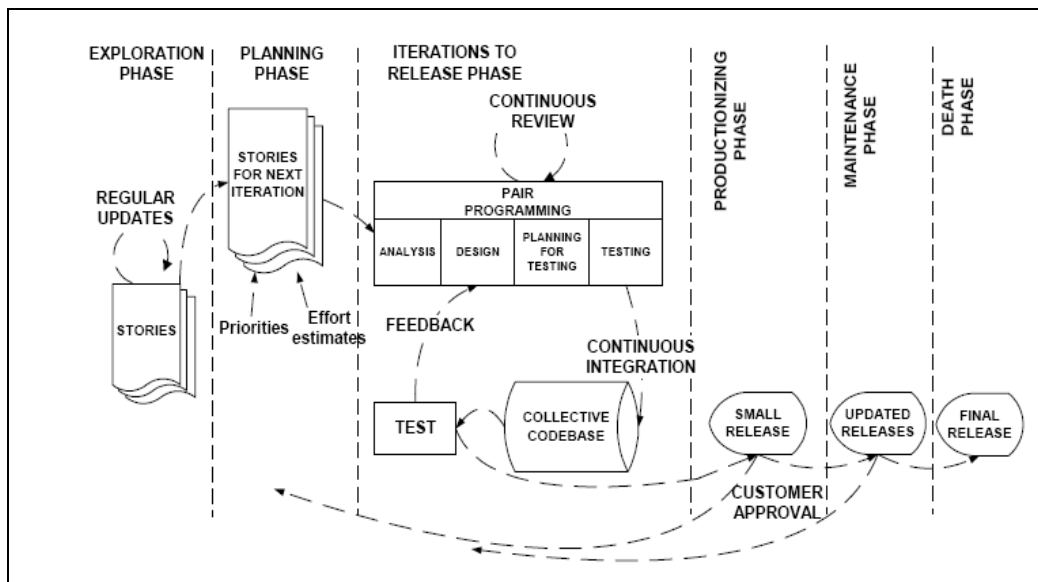 EXPLORATION
PHASE
PLANNING
PHASE
ITERATIONS TO
RELEASE PHASE
PRODUCTIONIZING
PHASE
MAINTENANCE
PHASE
DEATH
PHASE
CONTINUOUS
REVIEW
REGULAR
UPDATES
STORIES
STORIES
FOR NEXT
ITERATION
Priorities
Effort
estimates
PAIR
PROGRAMMING
ANALYSIS
DESIGN
PLANNING
FOR
TESTING
TESTING
FEEDBACK
CONTINUOUS
INTEGRATION
TEST
COLLECTIVE
CODEBASE
SMALL
RELEASE
UPDATED
RELEASES
FINAL
RELEASE
CUSTOMER
APPROVAL